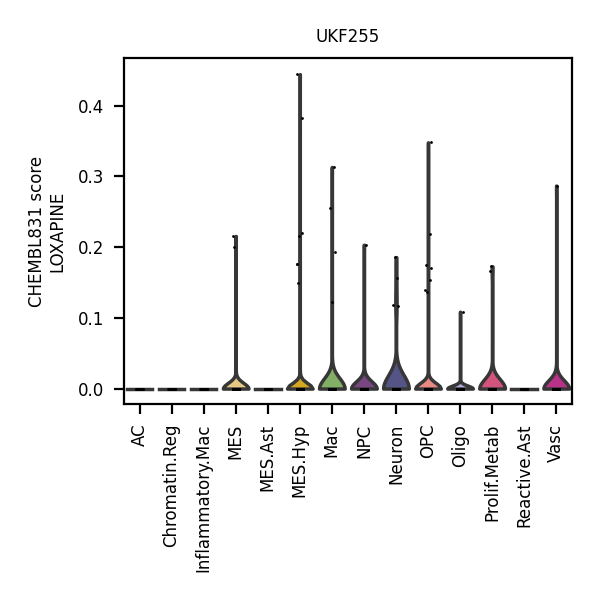 UKF255
CHEMBL831 score
LOXAPINE
0.4
0.3
0.2
0.1
0.0
AC
Chromatin.Reg
Inflammatory.Mac
MES
MES.Ast
MES.Hyp
Mac
NPC
Neuron
OPC
Oligo
Prolif.Metab
Reactive.Ast
Vasc